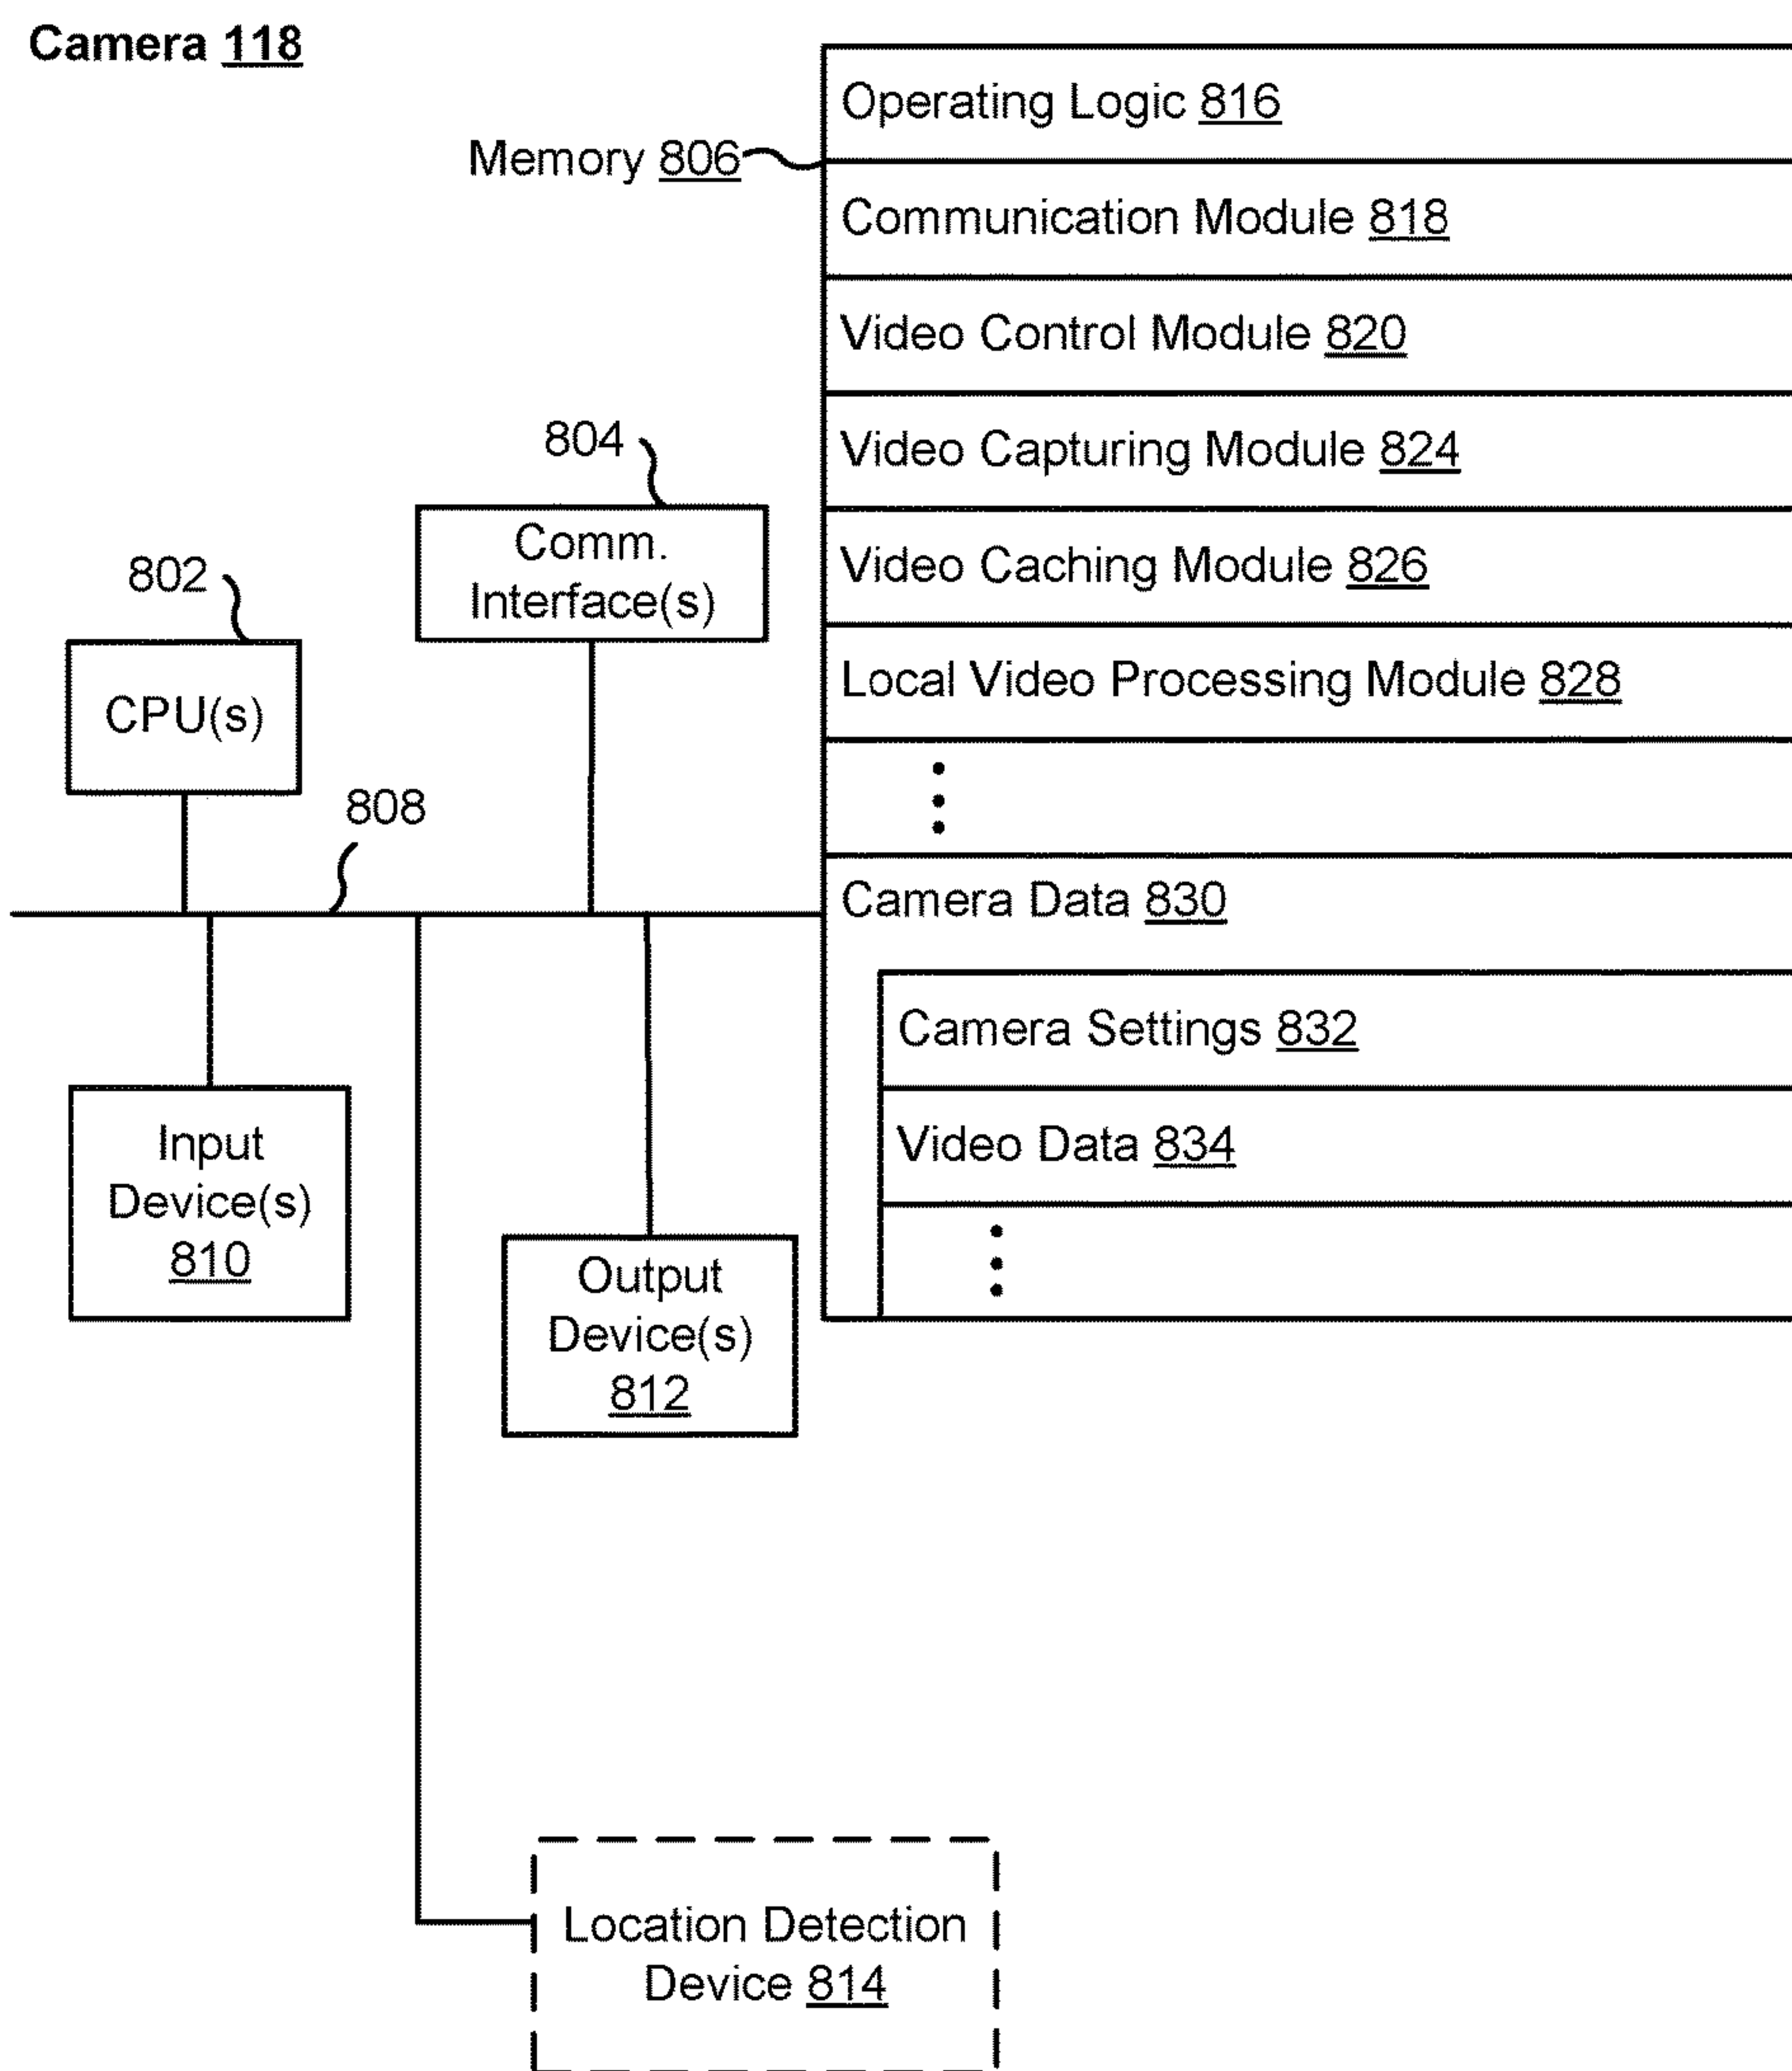 Camera 118
Operating Logic 816
Memory 806
Communication Module 818
Video Control Module 820
804
Video Capturing Module 824
Comm.
Interface(s)
802
Video Caching Module 826
CPU(s)
Local Video Processing Module 828
808
Camera Data 830
Camera Settings 832
Input
Device(s)
810
Video Data 834
Output
Device(s)
812
Location Detection
Device 814